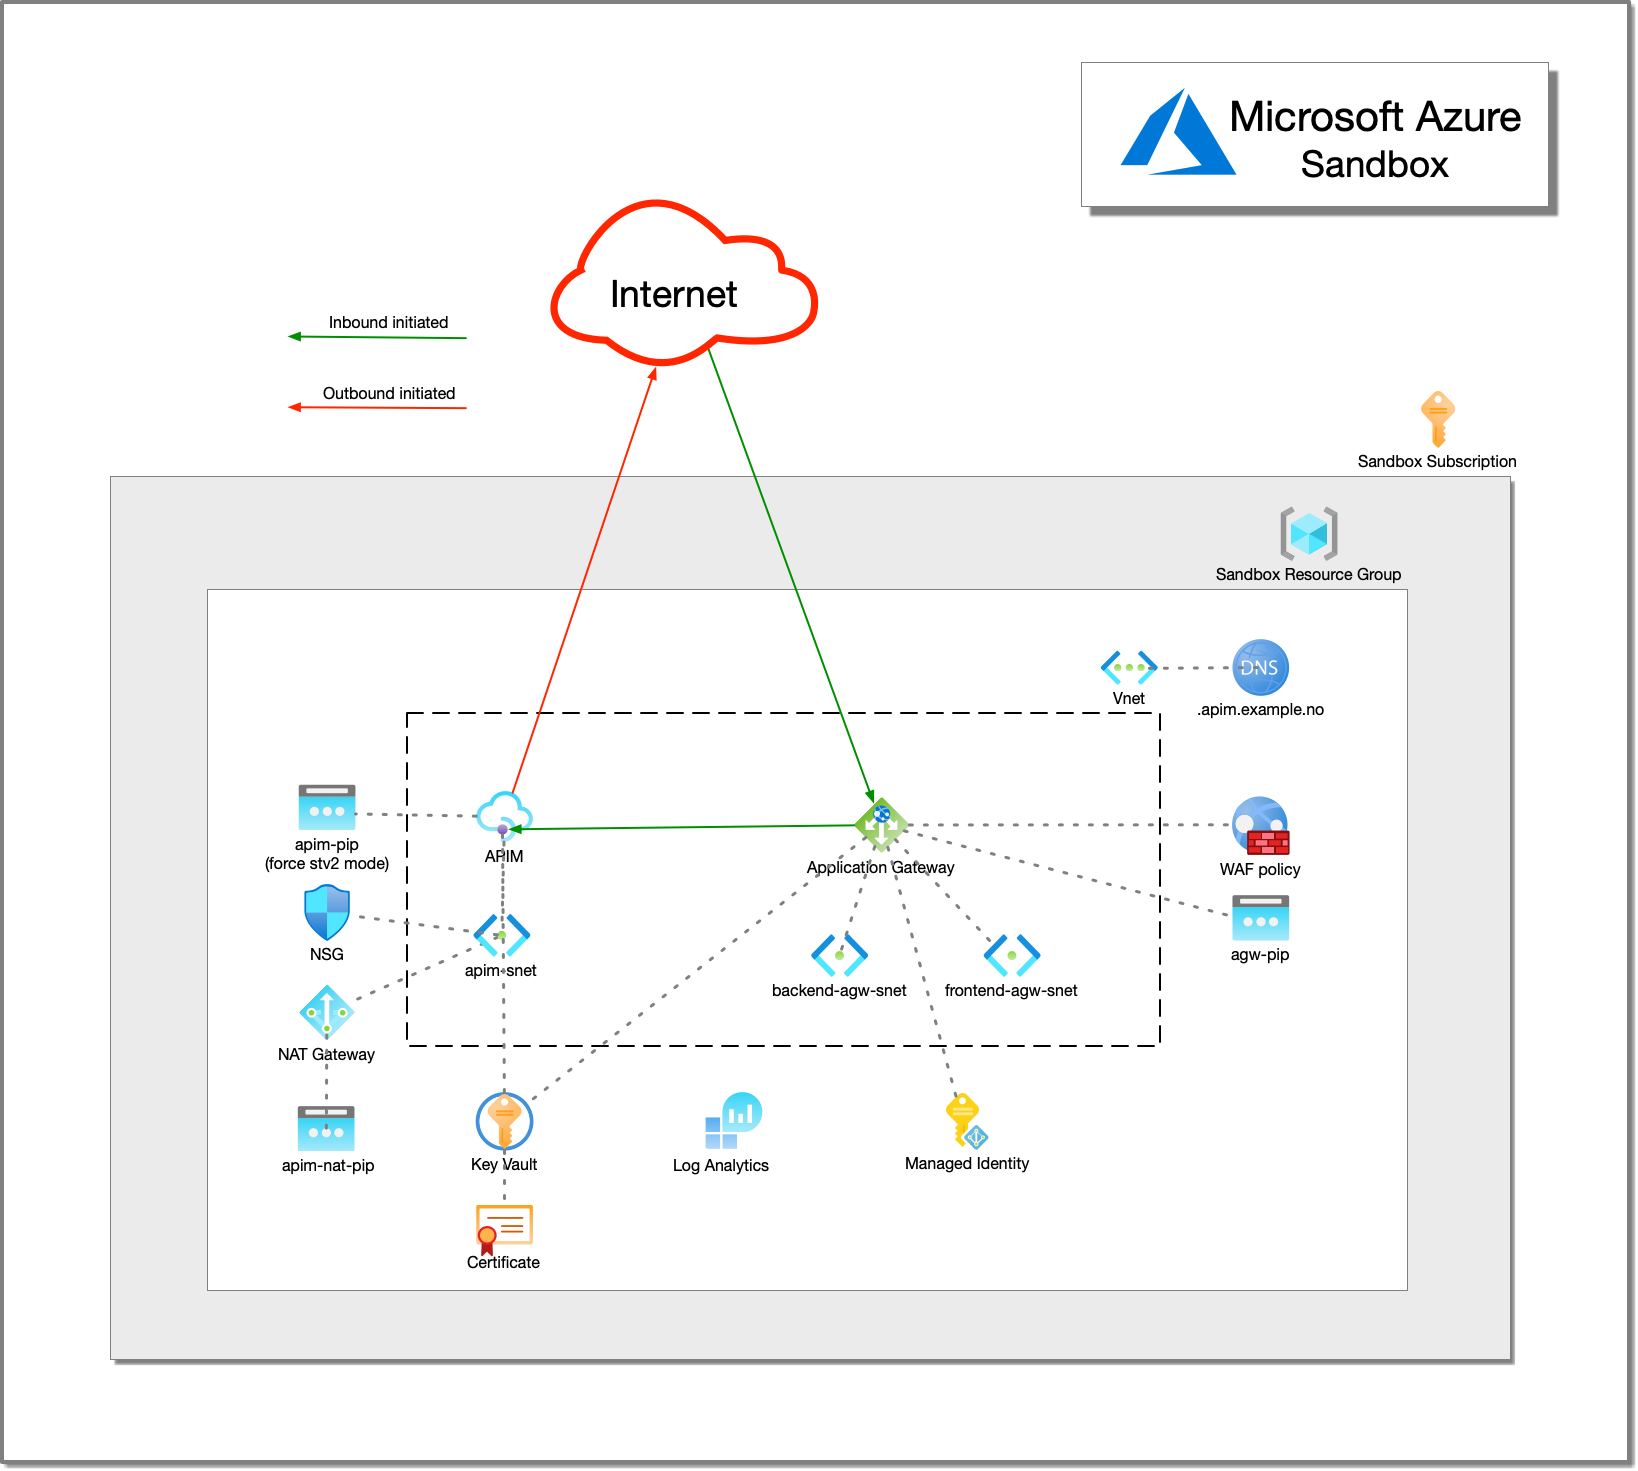 Microsoft Azure
Sandbox
Internet
Inbound initiated
Outbound initiated
Sandbox Subscription
Sandbox Resource Group
DNS
Vnet
.apim.example.no
apim-pip
(force stv2 mode)
APIM
Application Gateway
WAF policy
NSG
apim-snet
backend-agw-snet
frontend-agw-snet
agw-pip
NAT Gateway
apim-nat-pip
Key Vault
Log Analytics
Managed Identity
Certificate